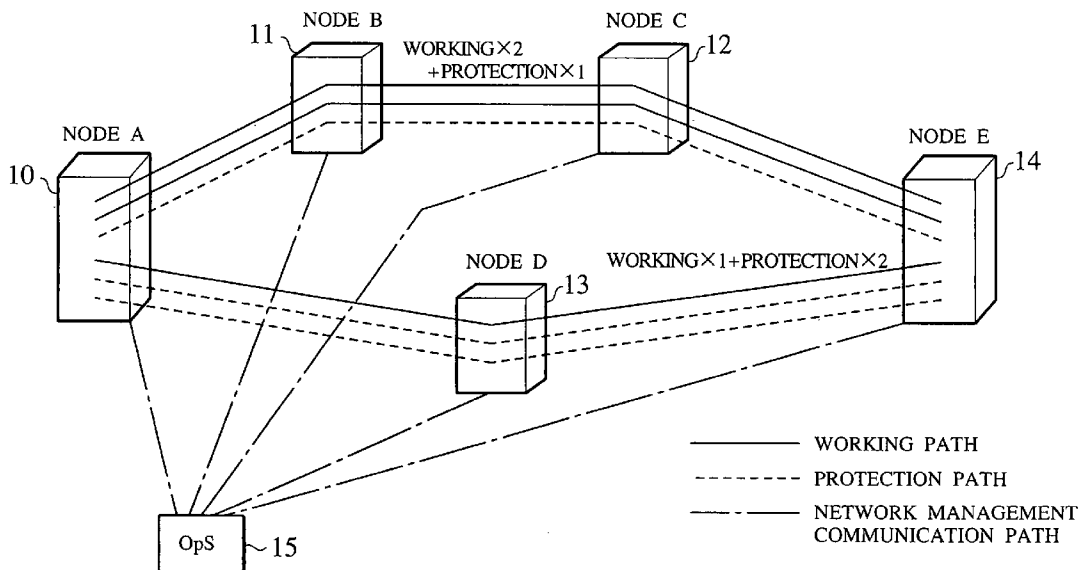 NODE B
NODE C
11
12
WORKING×2
+PROTECTION×1
NODE A
NODE E
10
14
NODE D
WORKING×1+PROTECTION×2
13
WORKING PATH
PROTECTION PATH
NETWORK MANAGEMENT
COMMUNICATION PATH
OpS
15